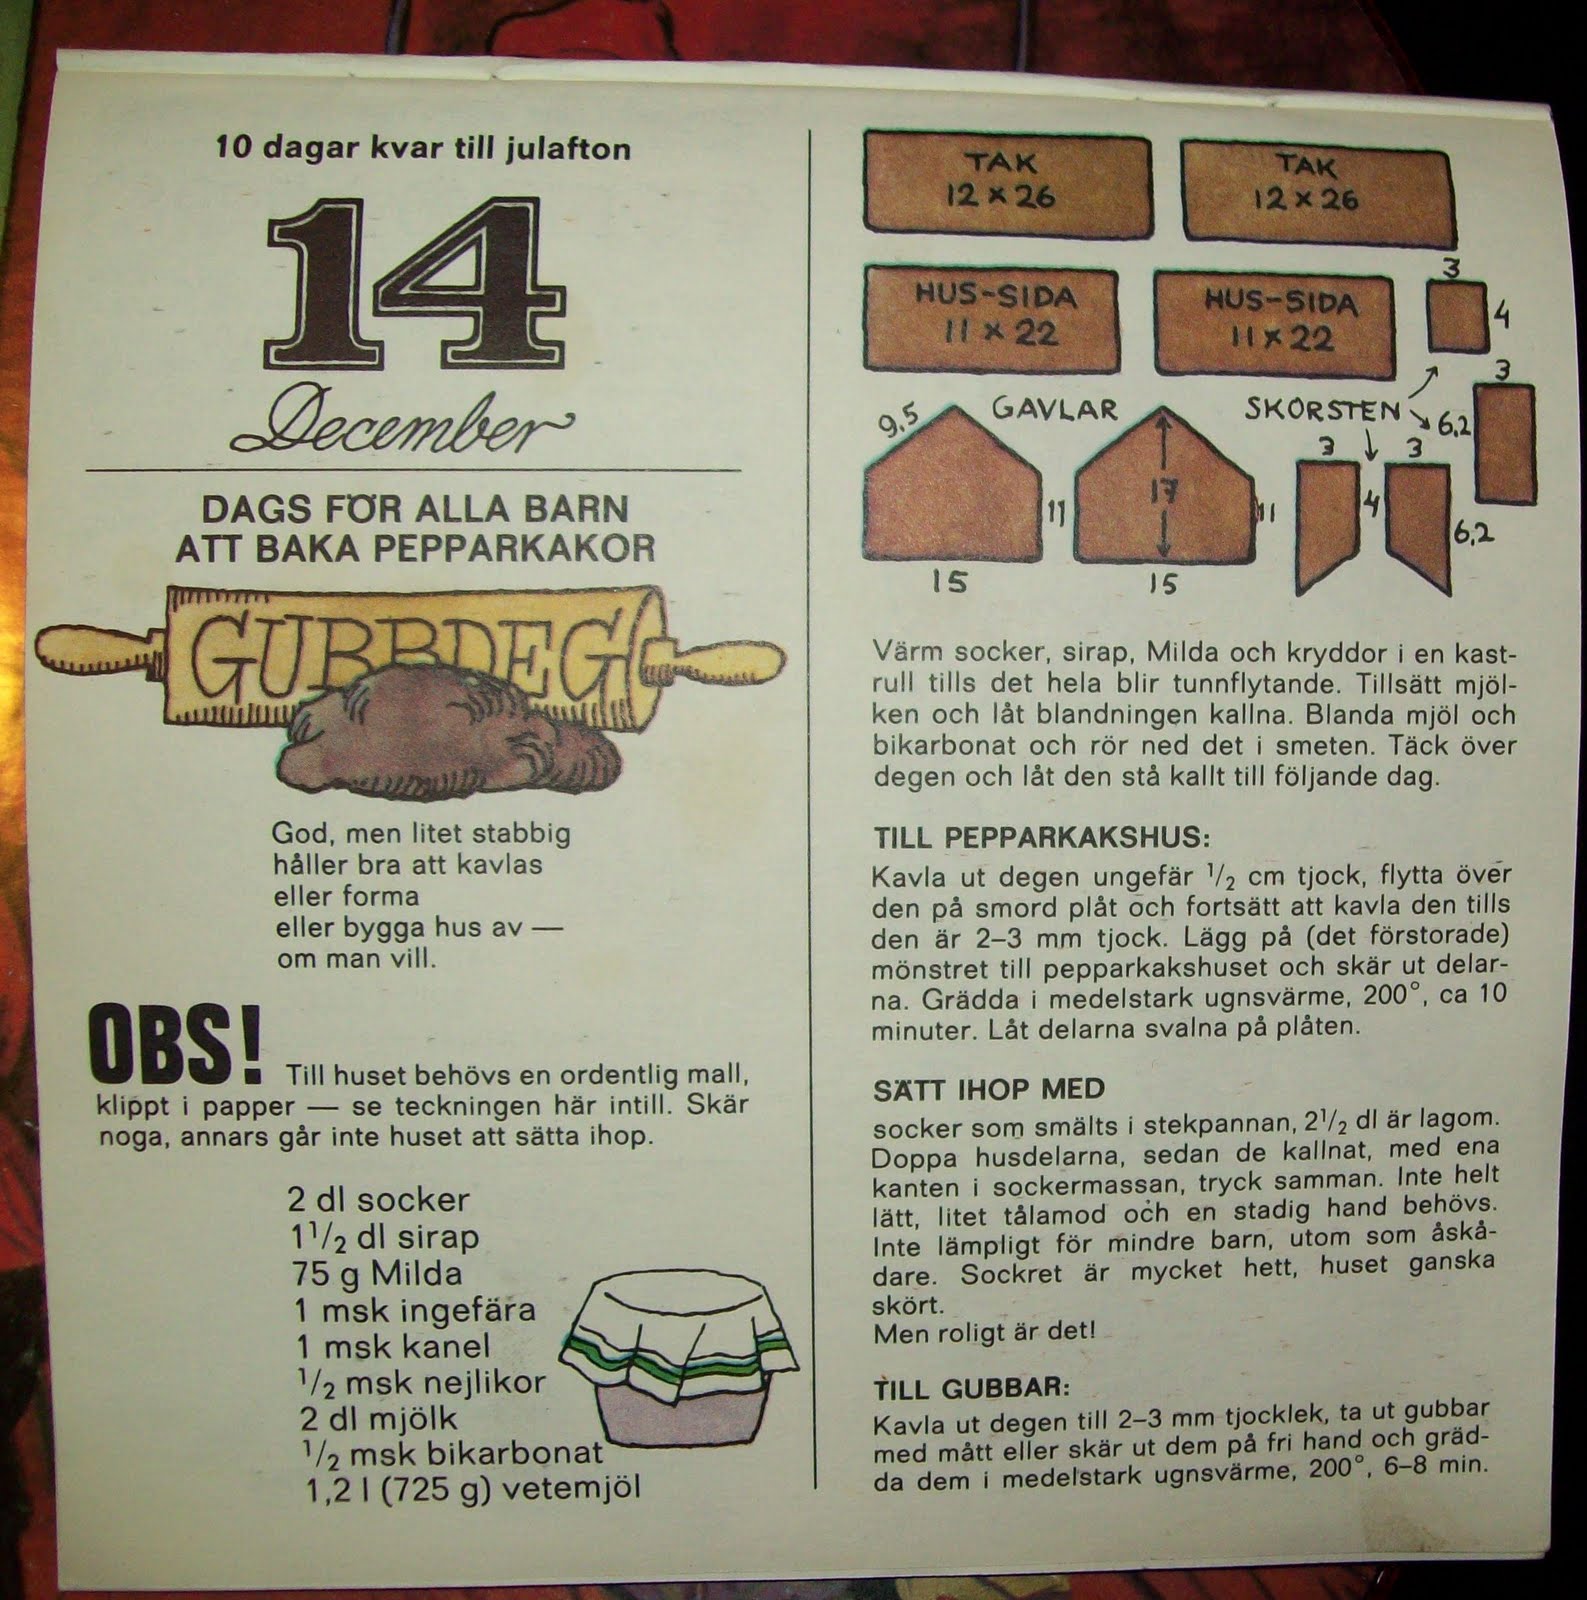 10 dagar kvar till julafton
14
December
DAGS FÖR ALLA BARN
ATT BAKA PEPPARKAKOR
GUBBDEG
God, men litet stabbig
håller bra att kavlas
eller forma
eller bygga hus av —
om man vill.
OBS! Till huset behövs en ordentlig mall,
klippt i papper — se teckningen här intill. Skär
noga, annars går inte huset att sätta ihop.
2 dl socker
1 1/2 dl sirap
75 g Milda
1 msk ingefära
1 msk kanel
1/2 msk nejlikor
2 dl mjölk
1/2 msk bikarbonat
1,2 l (725 g) vetemjöl
TAK
12 x 26
TAK
12 x 26
HUS-SIDA
11 x 22
HUS-SIDA
11 x 22
3
4
GAVLAR
9,5
11
15
17
11
15
SKORSTEN
3
6,2
3
4
3
6,2
Värm socker, sirap, Milda och kryddor i en kast-
rull tills det hela blir tunnflytande. Tillsätt mjöl-
ken och låt blandningen kallna. Blanda mjöl och
bikarbonat och rör ned det i smeten. Täck över
degen och låt den stå kallt till följande dag.
TILL PEPPARKAKSHUS:
Kavla ut degen ungefär 1/2 cm tjock, flytta över
den på smord plåt och fortsätt att kavla den tills
den är 2–3 mm tjock. Lägg på (det förstorade)
mönstret till pepparkakshuset och skär ut delar-
na. Grädda i medelstark ugnsvärme, 200°, ca 10
minuter. Låt delarna svalna på plåten.
SÄTT IHOP MED
socker som smälts i stekpannan, 2 1/2 dl är lagom.
Doppa husdelarna, sedan de kallnat, med ena
kanten i sockermassan, tryck samman. Inte helt
lätt, litet tålamod och en stadig hand behövs.
Inte lämpligt för mindre barn, utom som åskå-
dare. Sockret är mycket hett, huset ganska
skört.
Men roligt är det!
TILL GUBBAR:
Kavla ut degen till 2–3 mm tjocklek, ta ut gubbar
med mått eller skär ut dem på fri hand och gräd-
da dem i medelstark ugnsvärme, 200°, 6–8 min.